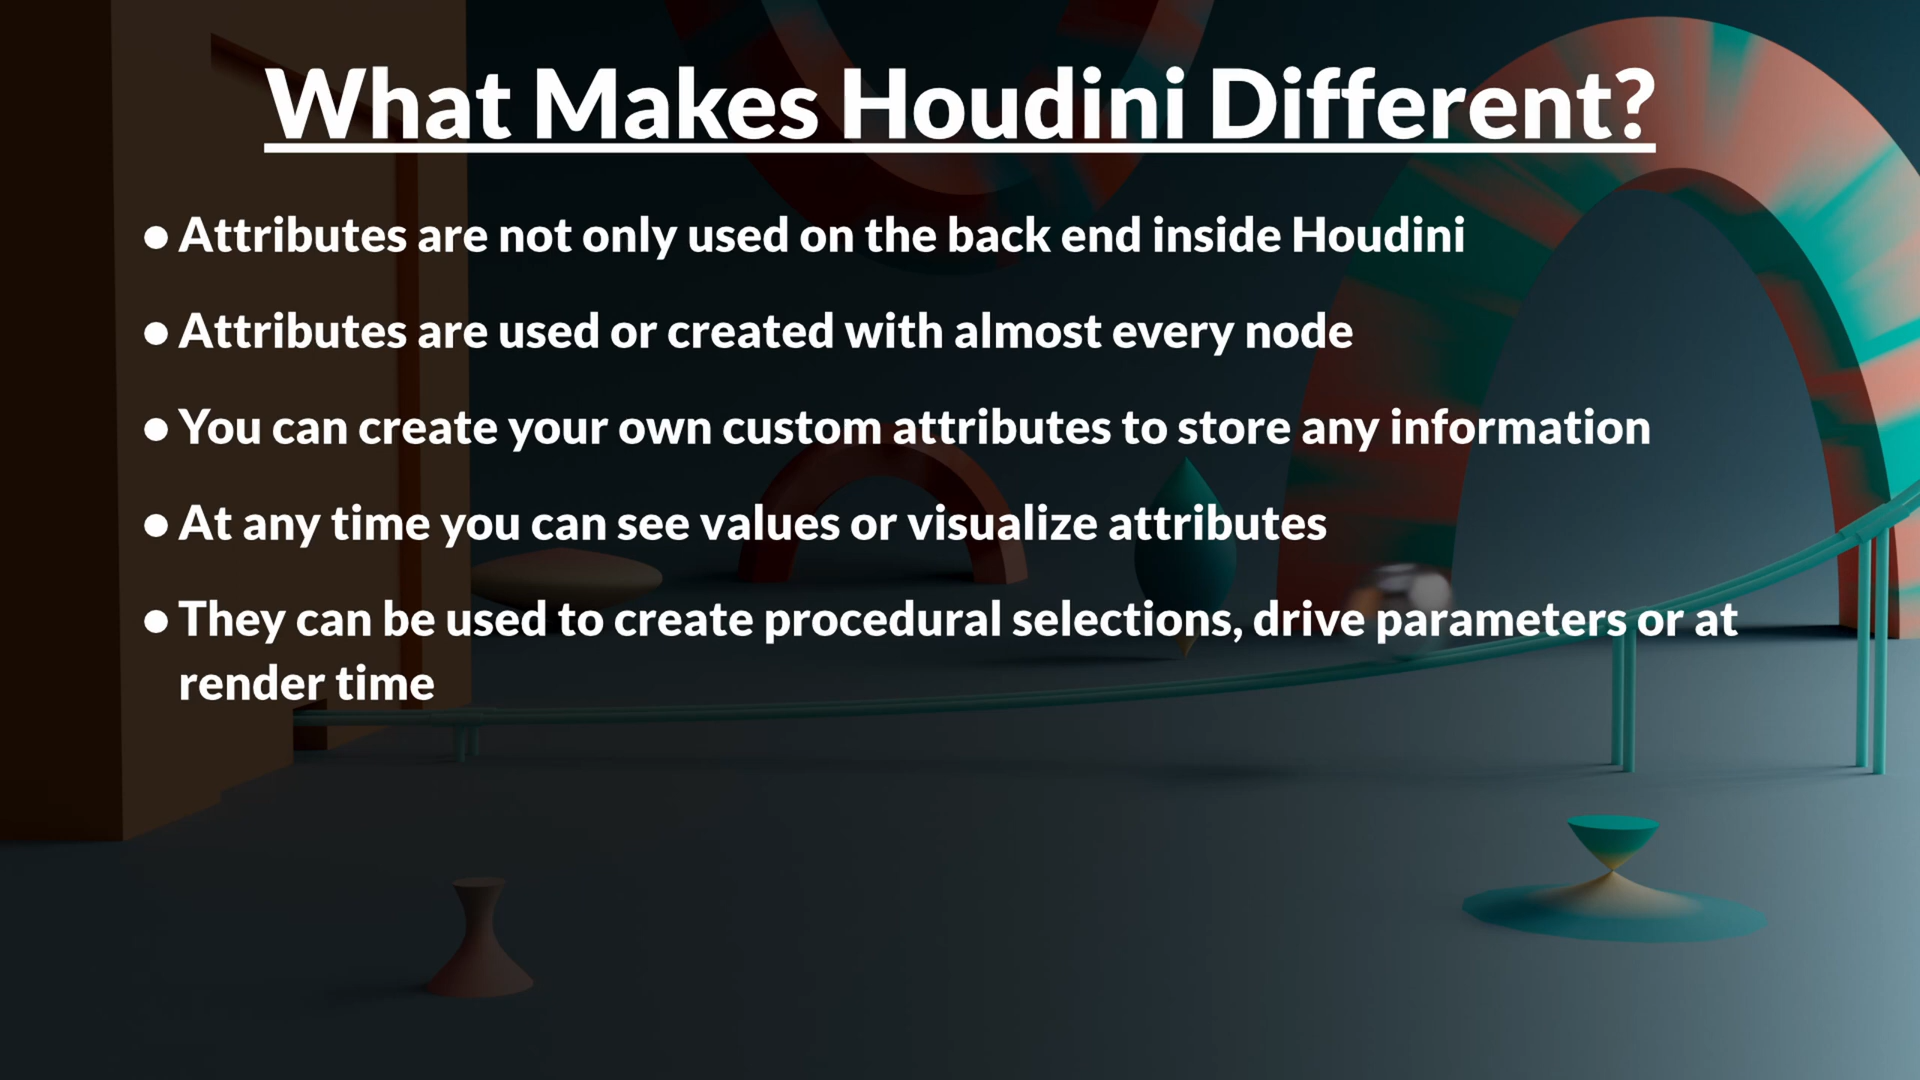 What Makes Houdini Different?
• Attributes are not only used on the back end inside Houdini
• Attributes are used or created with almost every node
• You can create your own custom attributes to store any information
• At any time you can see values or visualize attributes
• They can be used to create procedural selections, drive parameters or at
render time